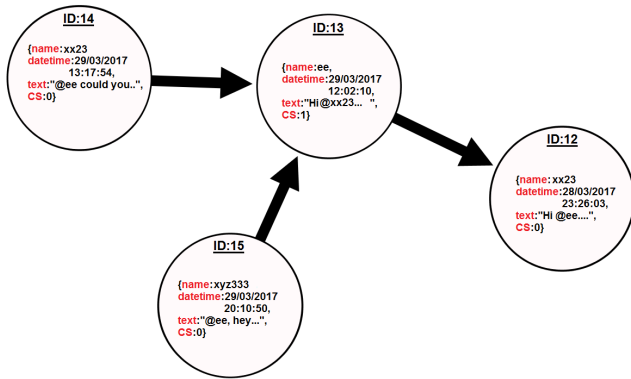 ID:14
{name:xx23
datetime:29/03/2017
13:17:54,
text:"@ee could you..",
CS:0}
ID:13
{name:ee,
datetime:29/03/2017
12:02:10,
text:"Hi@xx23... ",
CS:1}
ID:12
{name:xx23
datetime:28/03/2017
23:26:03,
text:"Hi @ee....",
CS:0}
ID:15
{name:xyz333
datetime:29/03/2017
20:10:50,
text:"@ee, hey...",
CS:0}